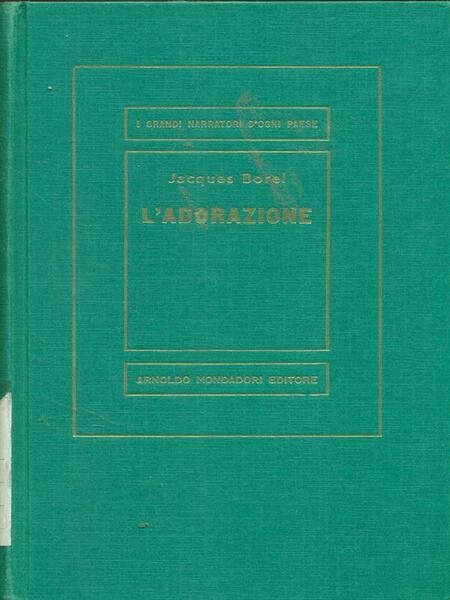 I GRANDI NARRATORI D'OGNI PAESE
Jacques Borel
L'ADORAZIONE
ARNOLDO MONDADORI EDITORE